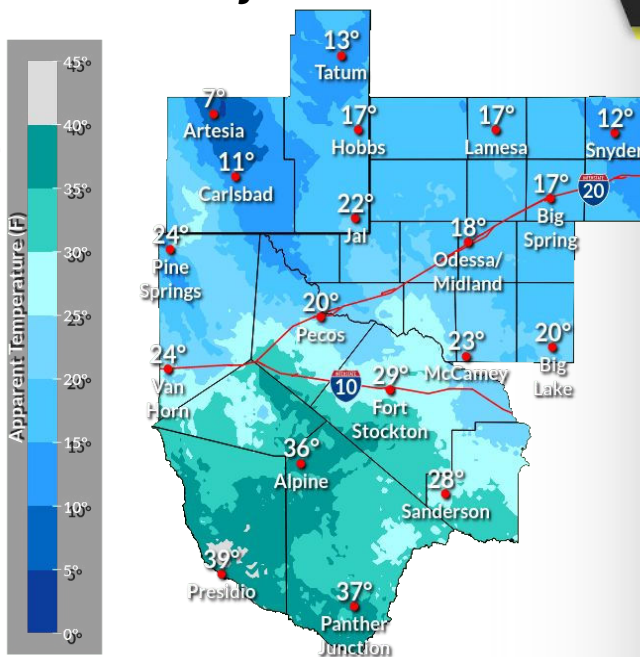 13°
Tatum
7°
Artesia
17°
Hobbs
17°
Lamesa
12°
Snyder
11°
Carlsbad
17°
Big
Spring
INTERSTATE
20
22°
Jal
18°
Odessa/
Midland
24°
Pine
Springs
20°
Pecos
23°
McCamey
20°
Big
Lake
24°
Van
Horn
INTERSTATE
10
29°
Fort
Stockton
36°
Alpine
28°
Sanderson
39°
Presidio
37°
Panther
Junction
Apparent Temperature (F)
45°
40°
35°
30°
25°
20°
15°
10°
5°
0°